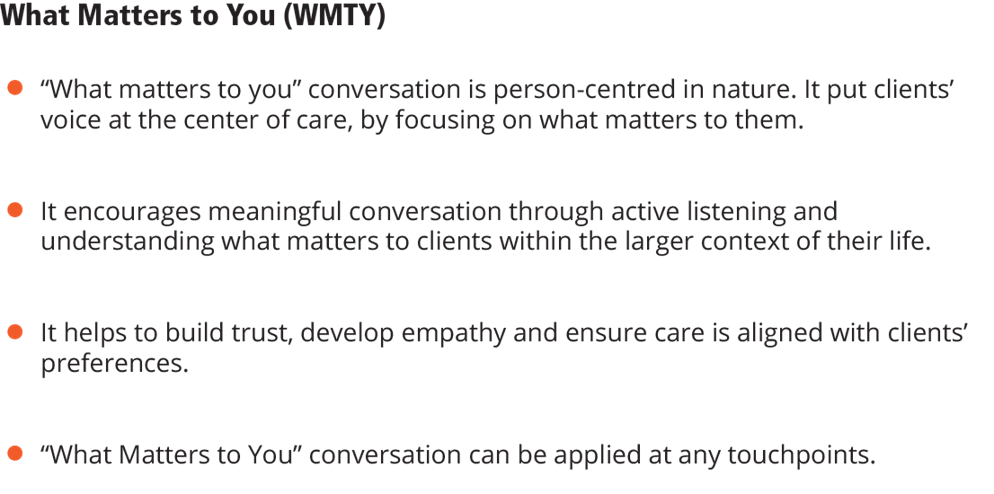 What Matters to You (WMTY)
● “What matters to you” conversation is person-centred in nature. It put clients’
voice at the center of care, by focusing on what matters to them.
● It encourages meaningful conversation through active listening and
understanding what matters to clients within the larger context of their life.
● It helps to build trust, develop empathy and ensure care is aligned with clients’
preferences.
● “What Matters to You” conversation can be applied at any touchpoints.